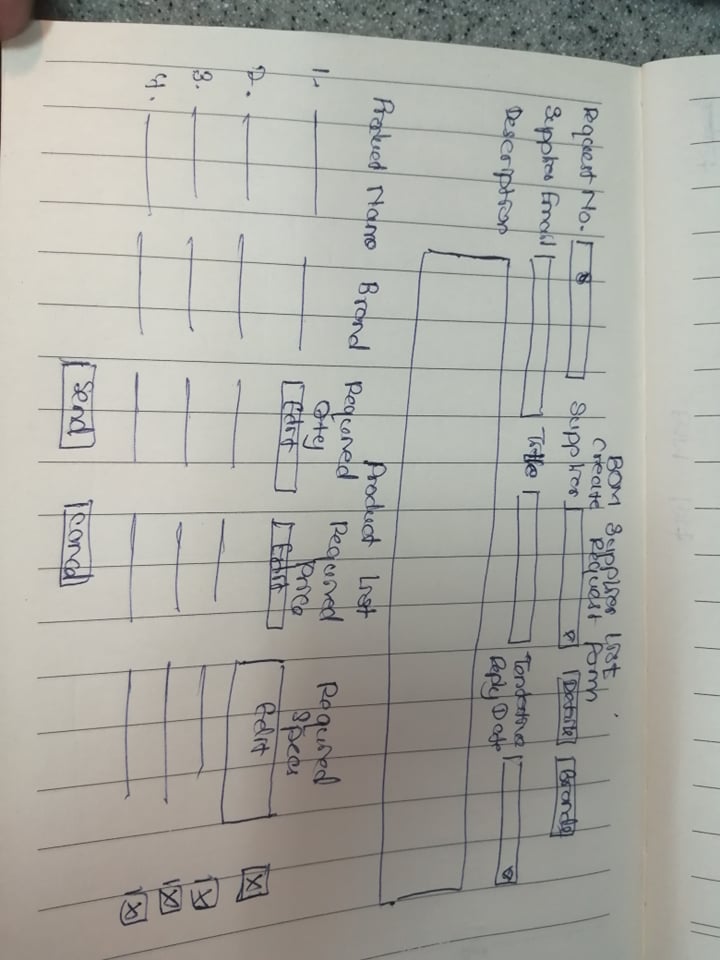 BOM Supplier List
Create Request form
Request No.
Supplier
Details
Brands
Supplier Email
Title
Tendering
Reply Date
Description
Product List
Product Name
Brand
Required
Qty
Required
Price
Required
Specs
1.
Edit
Edit
Edit
2.
X
3.
X
4.
X
X
Send
Cancel